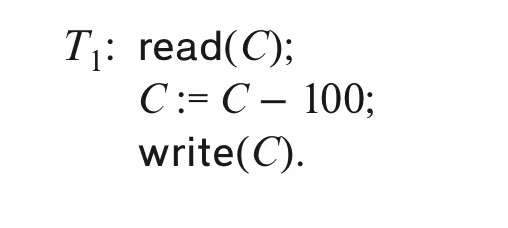 T₁: read(C);
C := C – 100;
write(C).